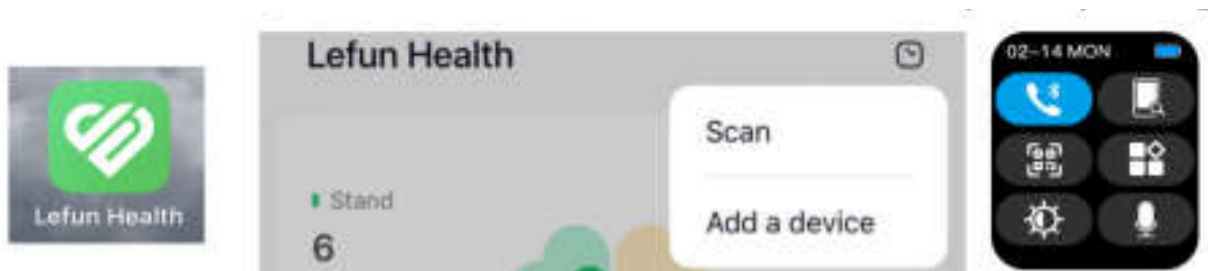 Lefun Health
Lefun Health
Scan
Stand
Add a device
6
02-14 MON